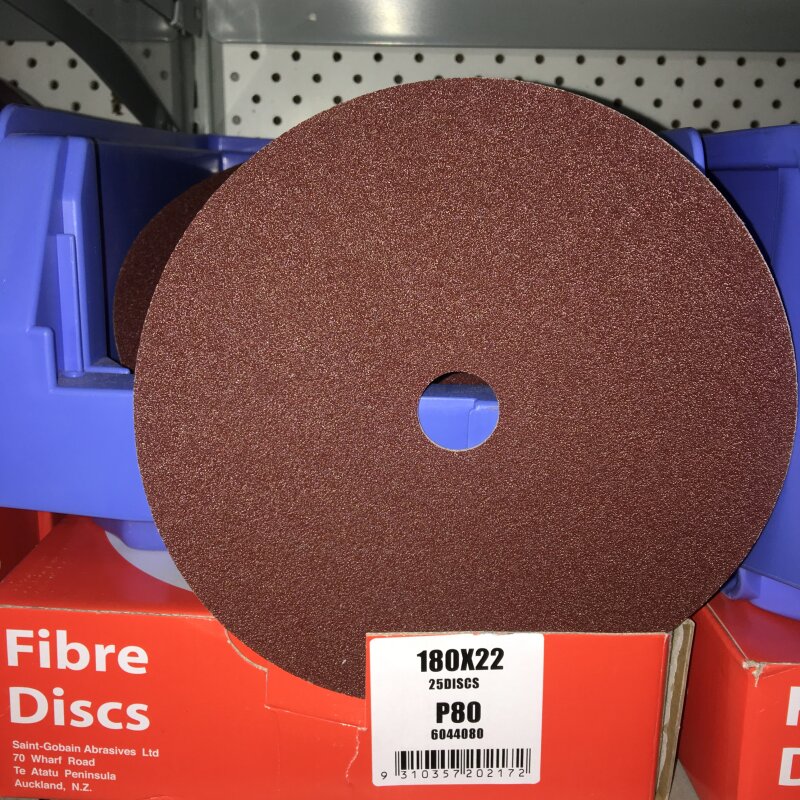 Fibre
Discs
Saint-Gobain Abrasives Ltd
70 Wharf Road
Te Atatu Peninsula
Auckland, N.Z.
180X22
25DISCS
P80
6044080
9 310357 202172